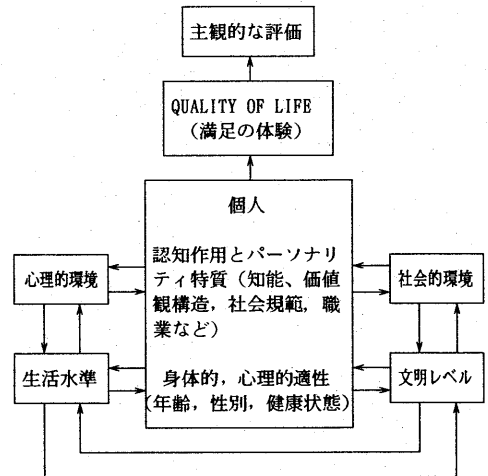 主観的な評価
QUALITY OF LIFE
(満足の体験)
個人
認知作用とパーソナリ
ティ特質(知能、価値
観構造，社会規範，職
業など)
身体的，心理的適性
(年齢，性別，健康状態)
心理的環境
生活水準
社会的環境
文明レベル